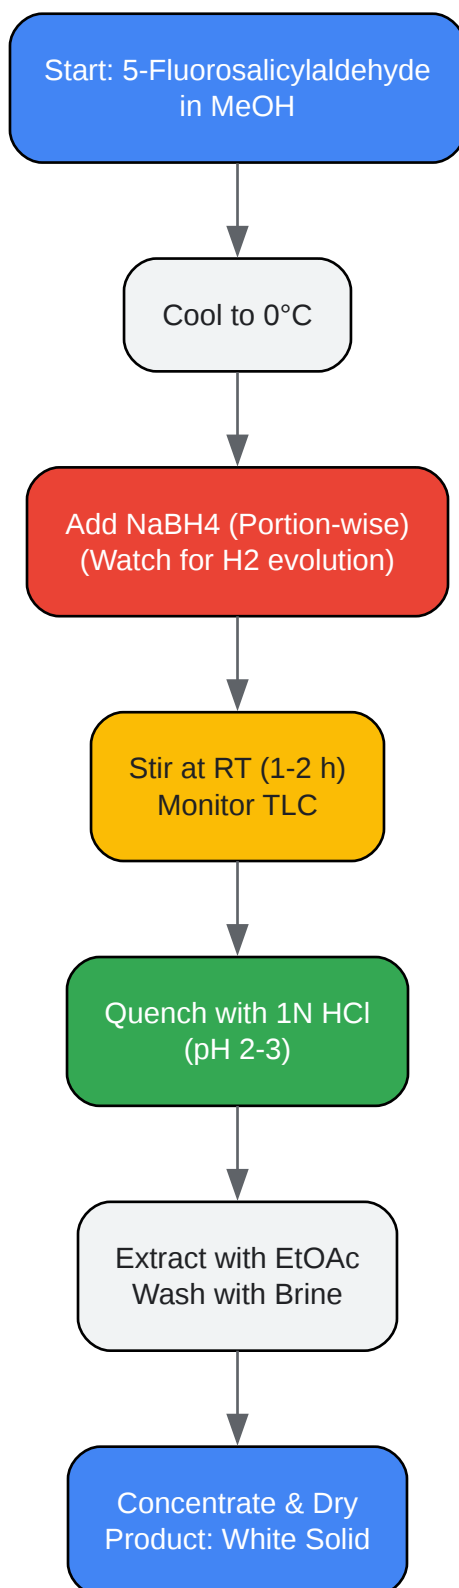 Start: 5-Fluorosalicylaldehyde
in MeOH
Cool to 0°C
Add NaBH4 (Portion-wise)
(Watch for H2 evolution)
Stir at RT (1-2 h)
Monitor TLC
Quench with 1N HCl
(pH 2-3)
Extract with EtOAc
Wash with Brine
Concentrate & Dry
Product: White Solid